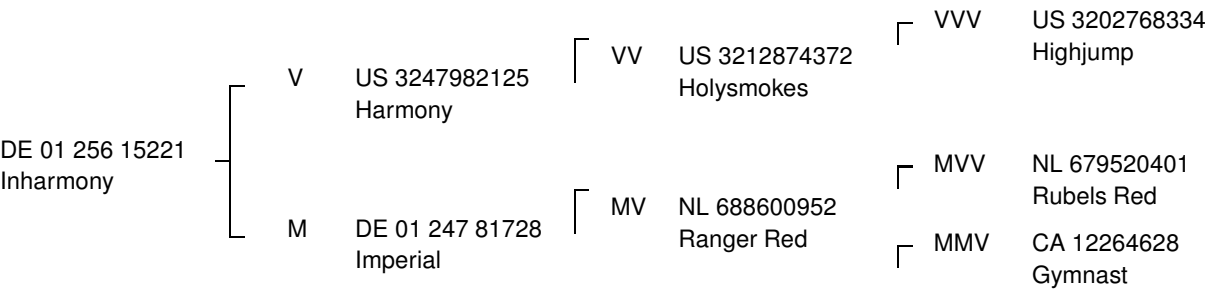 VVV US 3202768334
Highjump
VV US 3212874372
Holysmokes
V US 3247982125
Harmony
DE 01 256 15221
Inharmony
MVV NL 679520401
Rubels Red
MV NL 688600952
Ranger Red
M DE 01 247 81728
Imperial
MMV CA 12264628
Gymnast